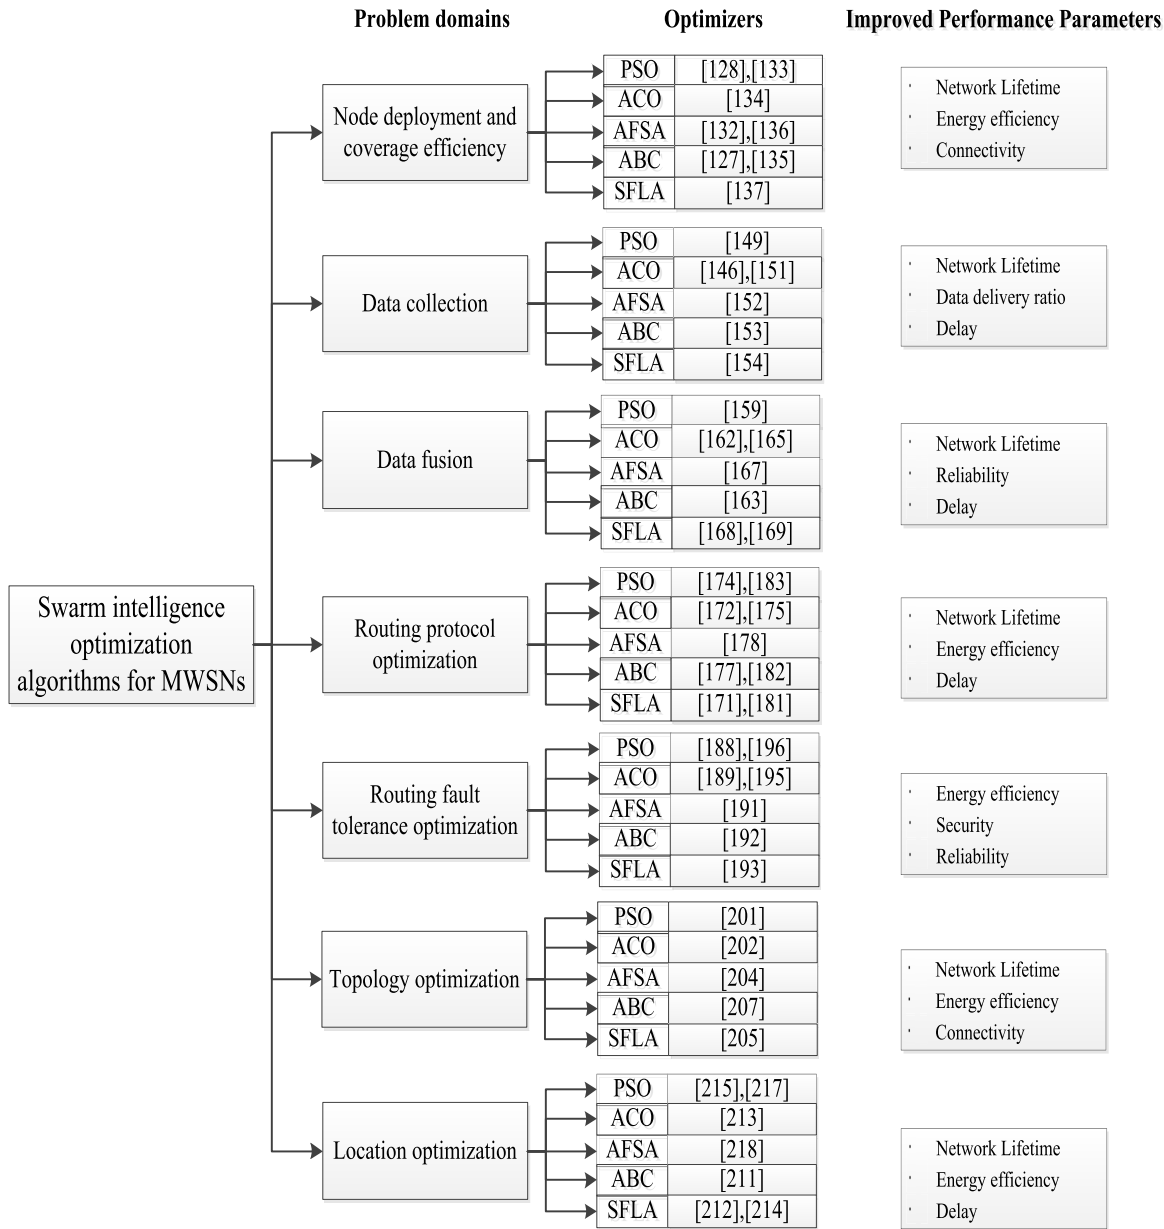 Problem domains Optimizers Improved Performance Parameters
Node deployment and
coverage efficiency
PSO [128],[133]
ACO [134]
AFSA [132],[136]
ABC [127],[135]
SFLA [137]
· Network Lifetime
· Energy efficiency
· Connectivity
Data collection
PSO [149]
ACO [146],[151]
AFSA [152]
ABC [153]
SFLA [154]
· Network Lifetime
· Data delivery ratio
· Delay
Data fusion
PSO [159]
ACO [162],[165]
AFSA [167]
ABC [163]
SFLA [168],[169]
· Network Lifetime
· Reliability
· Delay
Swarm intelligence
optimization
algorithms for MWSNs
Routing protocol
optimization
PSO [174],[183]
ACO [172],[175]
AFSA [178]
ABC [177],[182]
SFLA [171],[181]
· Network Lifetime
· Energy efficiency
· Delay
Routing fault
tolerance optimization
PSO [188],[196]
ACO [189],[195]
AFSA [191]
ABC [192]
SFLA [193]
· Energy efficiency
· Security
· Reliability
Topology optimization
PSO [201]
ACO [202]
AFSA [204]
ABC [207]
SFLA [205]
· Network Lifetime
· Energy efficiency
· Connectivity
Location optimization
PSO [215],[217]
ACO [213]
AFSA [218]
ABC [211]
SFLA [212],[214]
· Network Lifetime
· Energy efficiency
· Delay